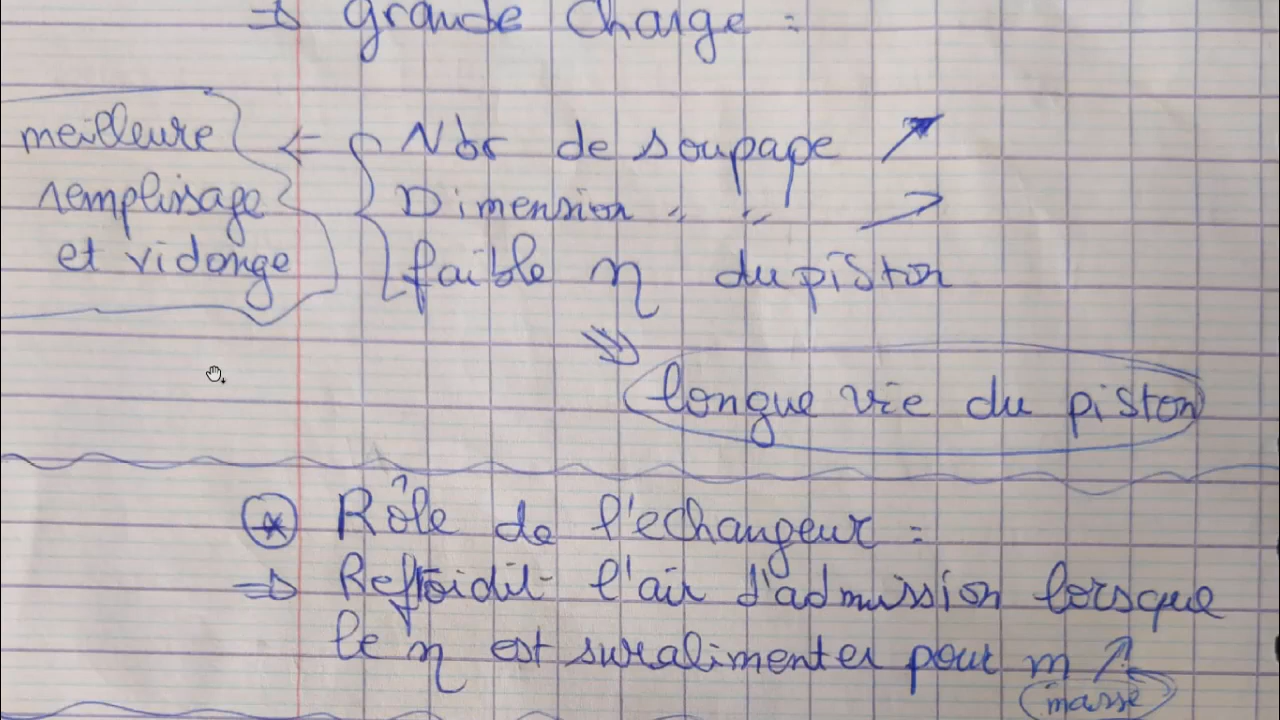 ⇒ grande charge :
meilleure ← { Nbr de soupape ↗
remplissage Dimension " " ↗
et vidange faible η du piston
⇒ longue vie du piston
* Rôle de l'echangeur :
⇒ Refroidit l'air d'admission lorsque
le η est suralimenter pour m ↗
masse